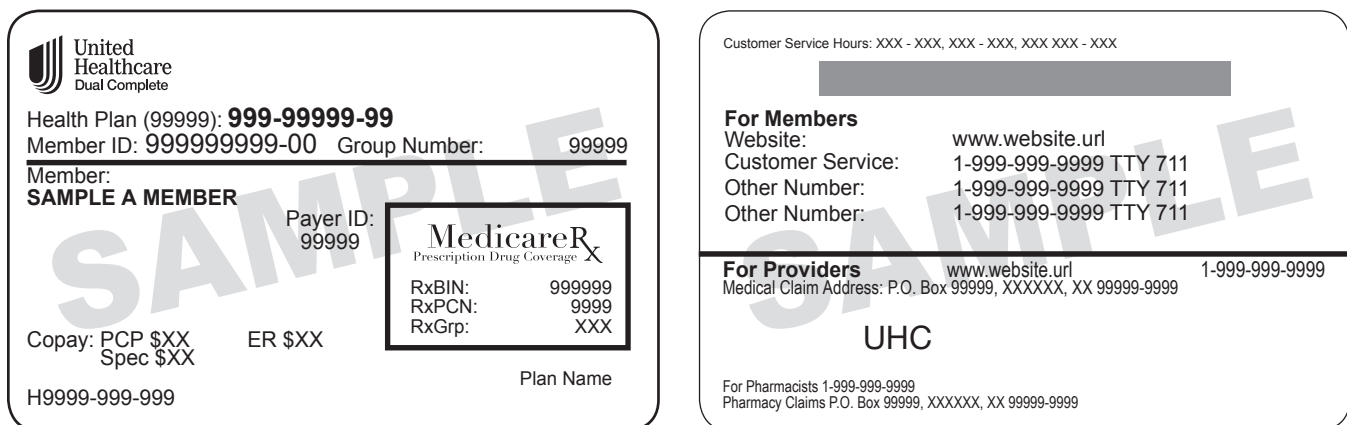 United
Healthcare
Dual Complete
Health Plan (99999): 999-99999-99
Member ID: 999999999-00 Group Number: 99999
Member:
SAMPLE A MEMBER
Payer ID:
99999
MedicareRx
Prescription Drug Coverage
RxBIN: 999999
RxPCN: 9999
RxGrp: XXX
Copay: PCP $XX ER $XX
Spec $XX
Plan Name
H9999-999-999
SAMPLE
Customer Service Hours: XXX - XXX, XXX - XXX, XXX XXX - XXX
For Members
Website: www.website.url
Customer Service: 1-999-999-9999 TTY 711
Other Number: 1-999-999-9999 TTY 711
Other Number: 1-999-999-9999 TTY 711
For Providers www.website.url 1-999-999-9999
Medical Claim Address: P.O. Box 99999, XXXXXX, XX 99999-9999
UHC
For Pharmacists 1-999-999-9999
Pharmacy Claims P.O. Box 99999, XXXXXX, XX 99999-9999
SAMPLE